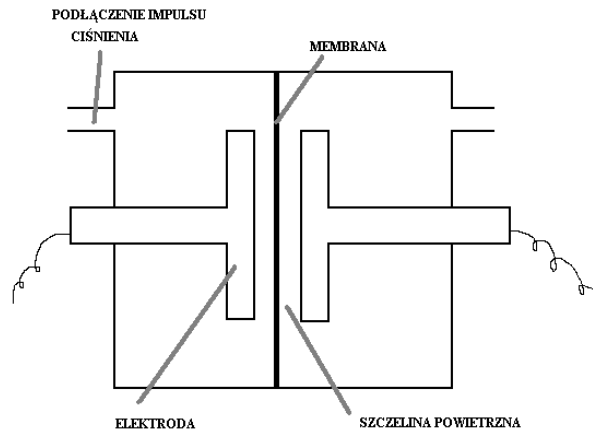 PODŁĄCZENIE IMPULSU
CIŚNIENIA
MEMBRANA
ELEKTRODA
SZCZELINA POWIETRZNA